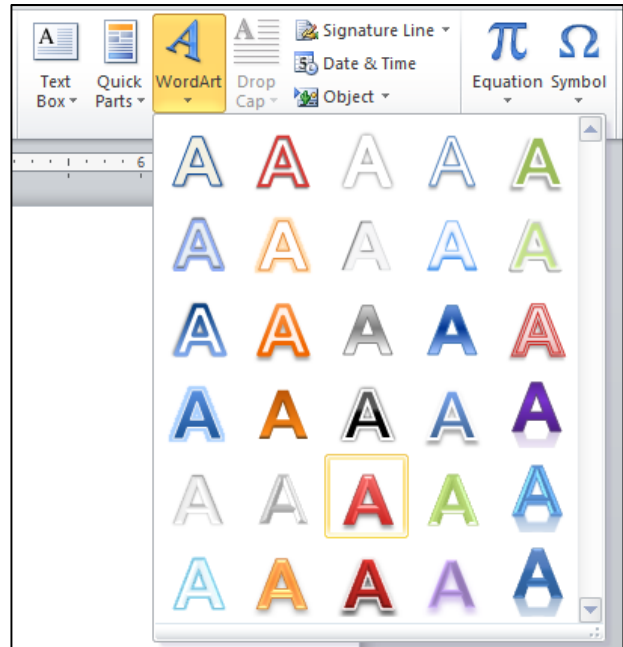 A A Signature Line
Text Quick WordArt Drop Date & Time Equation Symbol
Box Parts Cap Object
6
A A A A A
A A A A A
A A A A A
A A A A A
A A A A A
A A A A A